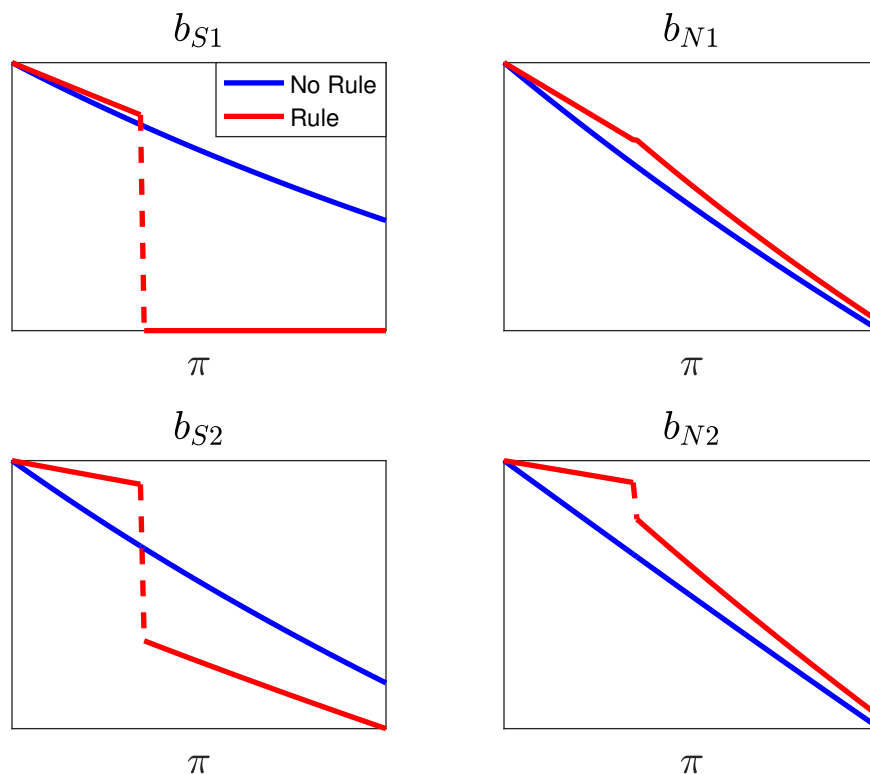 b_{S1}
b_{N1}
No Rule
Rule
π
π
b_{S2}
b_{N2}
π
π